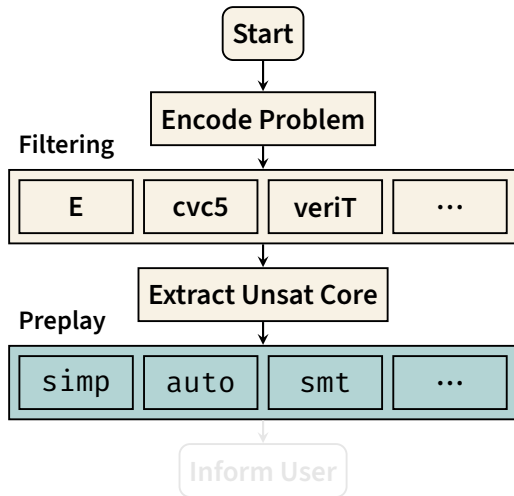 Start
Encode Problem
Filtering
E cvc5 veriT ...
Extract Unsat Core
Preplay
simp auto smt ...
Inform User